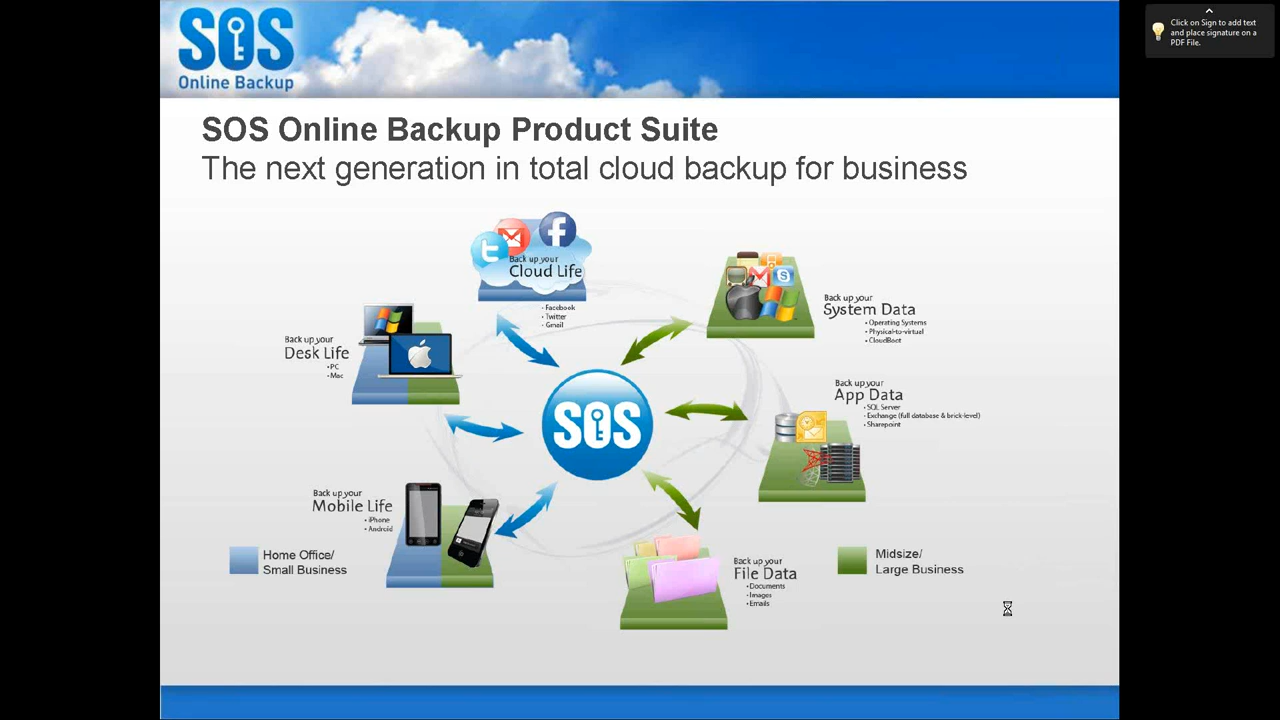 SOS
Online Backup
Click on Sign to add text
and place signature on a
PDF File.
SOS Online Backup Product Suite
The next generation in total cloud backup for business
Back up your
Cloud Life
• Facebook
• Twitter
• Gmail
Back up your
System Data
• Operating Systems
• Physical-to-virtual
• CloudBoot
Back up your
Desk Life
• PC
• Mac
Back up your
App Data
• SQL Server
• Exchange (full database & brick-level)
• Sharepoint
SOS
Back up your
Mobile Life
• iPhone
• Android
Back up your
File Data
• Documents
• Images
• Emails
Home Office/
Small Business
Midsize/
Large Business